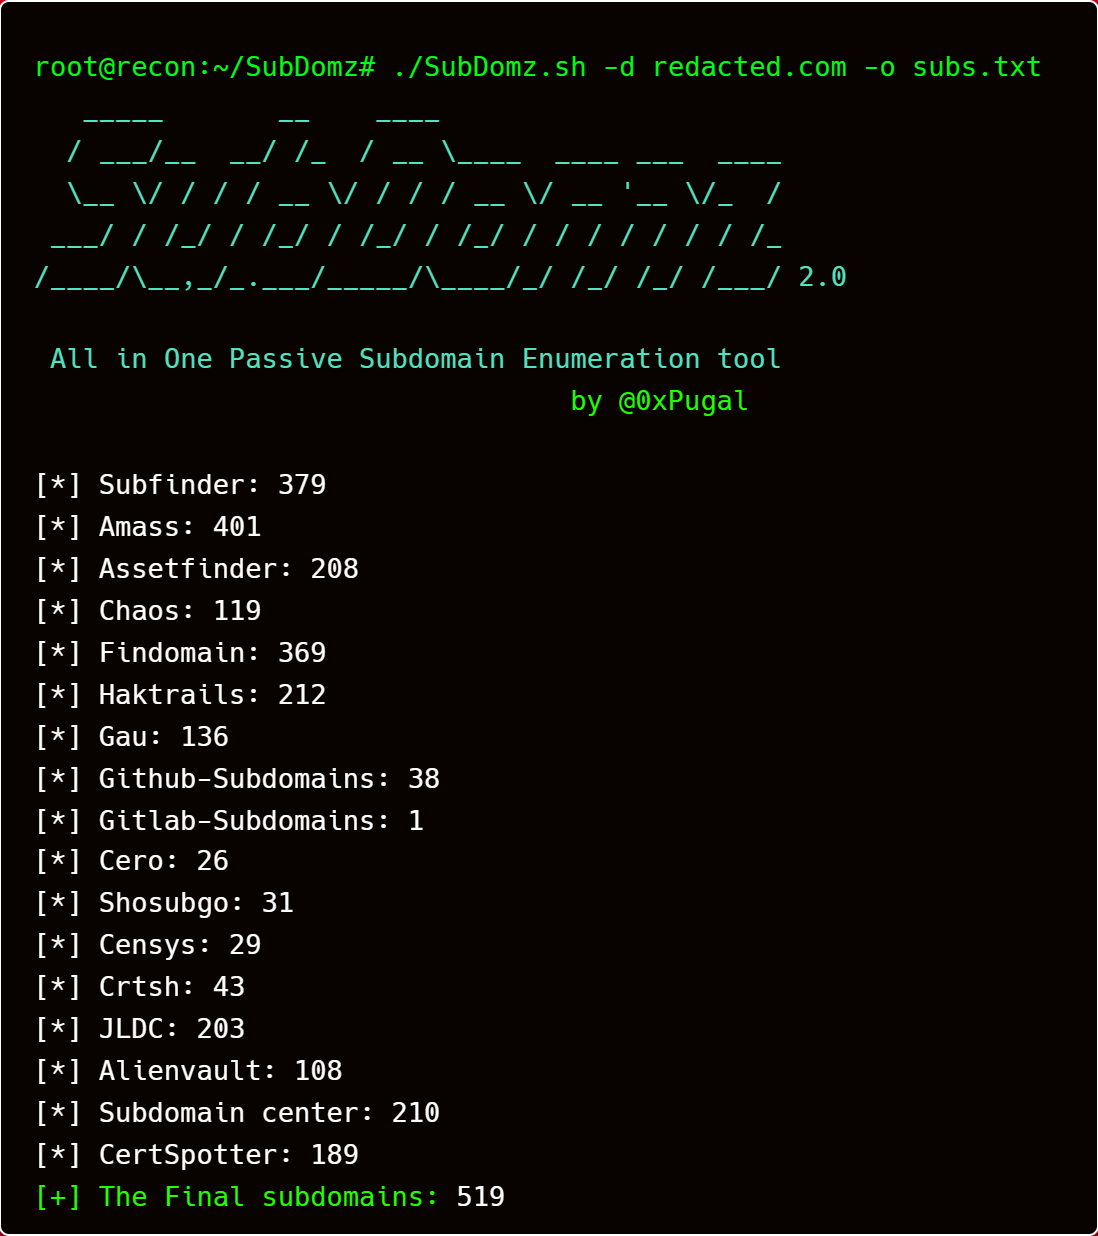 root@recon:~/SubDomz# ./SubDomz.sh -d redacted.com -o subs.txt
   _____       __    ____
  / ___/__  __/ /_  / __ \____  ____ ___  ____
  \__ \/ / / / __ \/ / / / __ \/ __ '__ \/_  /
 ___/ / /_/ / /_/ / /_/ / /_/ / / / / / / / /_
/____/\__,_/_.___/_____/\____/_/ /_/ /_/ /___/ 2.0
 All in One Passive Subdomain Enumeration tool
by @0xPugal
[*] Subfinder: 379
[*] Amass: 401
[*] Assetfinder: 208
[*] Chaos: 119
[*] Findomain: 369
[*] Haktrails: 212
[*] Gau: 136
[*] Github-Subdomains: 38
[*] Gitlab-Subdomains: 1
[*] Cero: 26
[*] Shosubgo: 31
[*] Censys: 29
[*] Crtsh: 43
[*] JLDC: 203
[*] Alienvault: 108
[*] Subdomain center: 210
[*] CertSpotter: 189
[+] The Final subdomains: 519